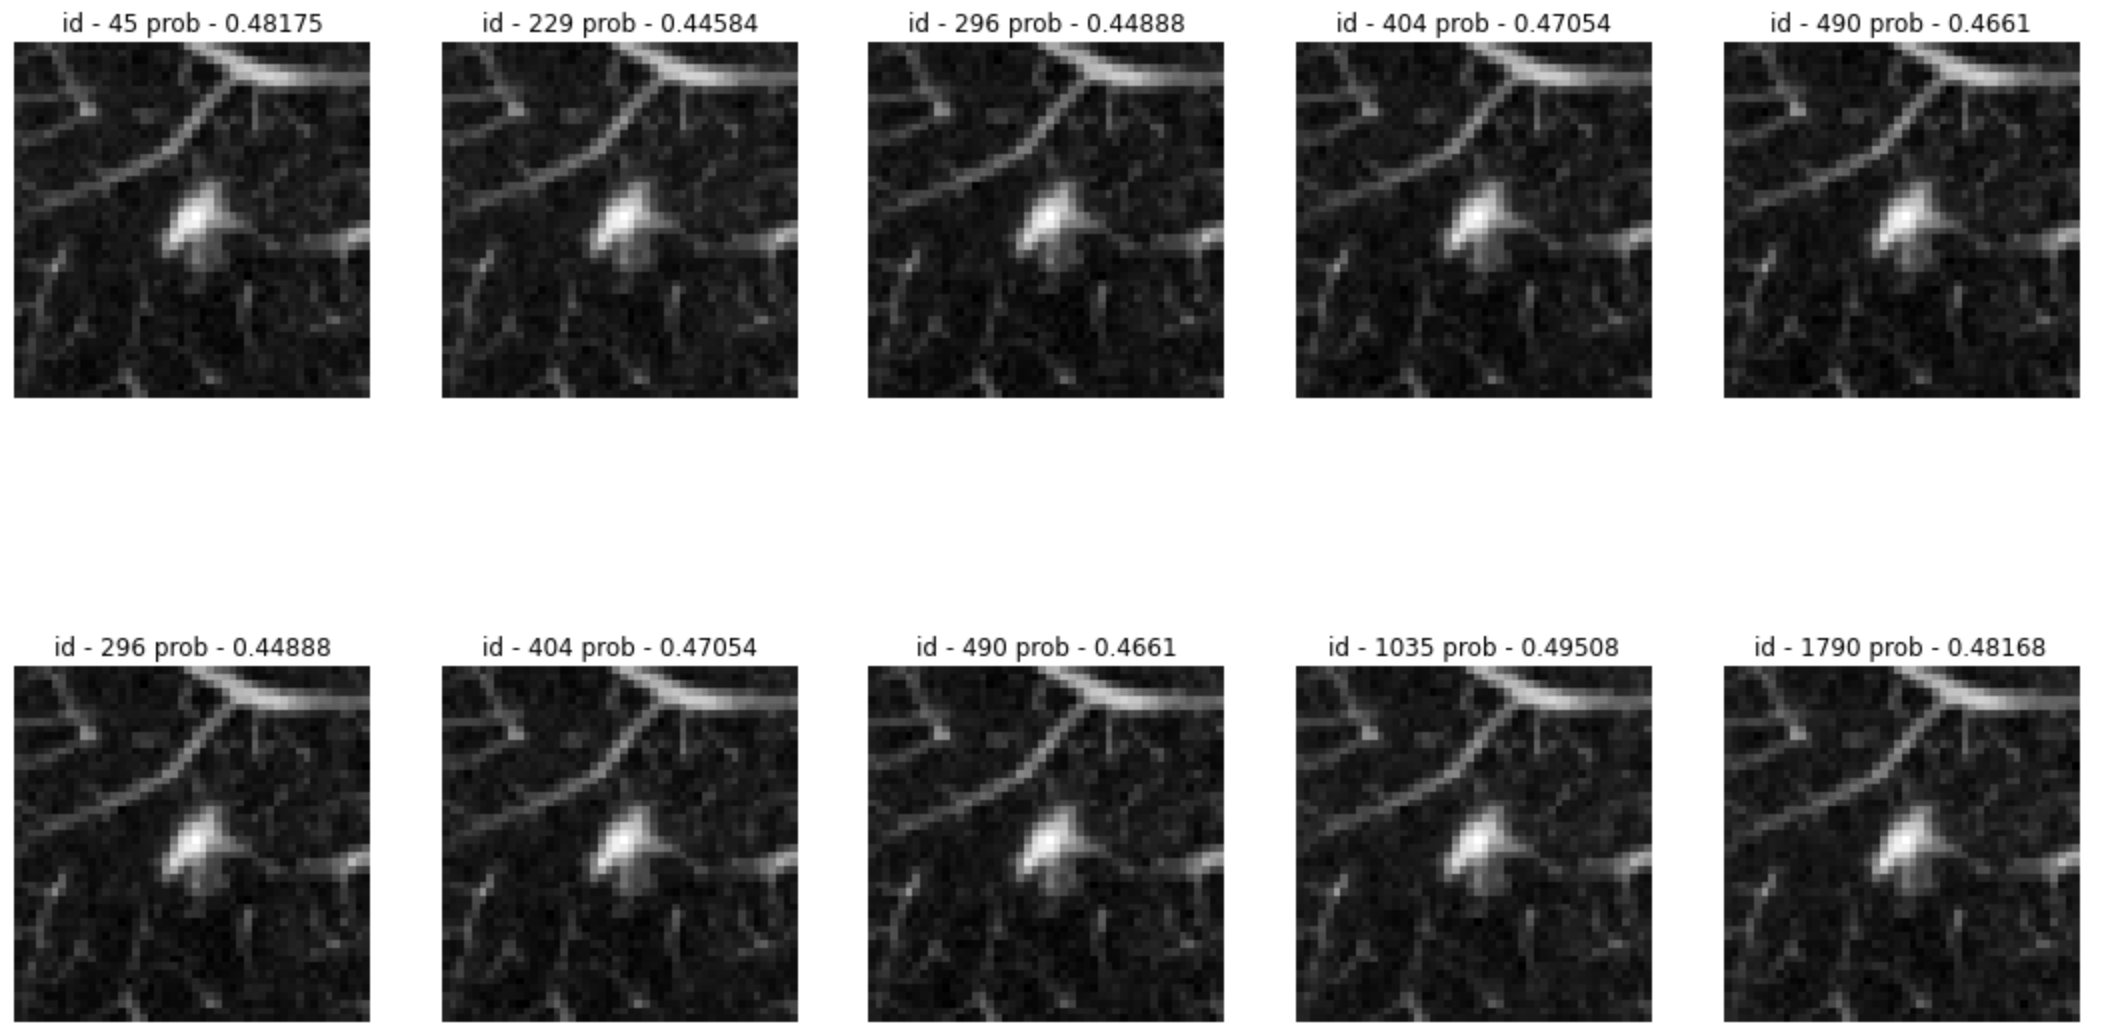 id - 45 prob - 0.48175
id - 229 prob - 0.44584
id - 296 prob - 0.44888
id - 404 prob - 0.47054
id - 490 prob - 0.4661
id - 296 prob - 0.44888
id - 404 prob - 0.47054
id - 490 prob - 0.4661
id - 1035 prob - 0.49508
id - 1790 prob - 0.48168